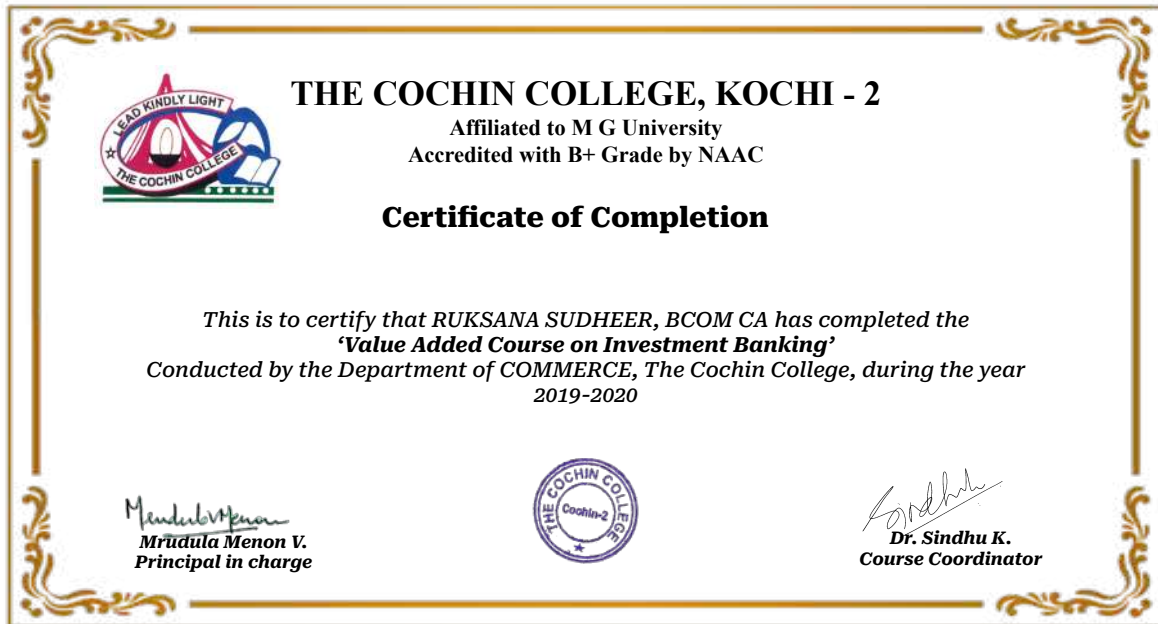 LEAD KINDLY LIGHT
THE COCHIN COLLEGE
THE COCHIN COLLEGE, KOCHI - 2
Affiliated to M G University
Accredited with B+ Grade by NAAC
Certificate of Completion
This is to certify that RUKSANA SUDHEER, BCOM CA has completed the
‘Value Added Course on Investment Banking’
Conducted by the Department of COMMERCE, The Cochin College, during the year
2019-2020
THE COCHIN COLLEGE
Cochin-2
Sindhu
Mrudula Menon V.
Principal in charge
Dr. Sindhu K.
Course Coordinator